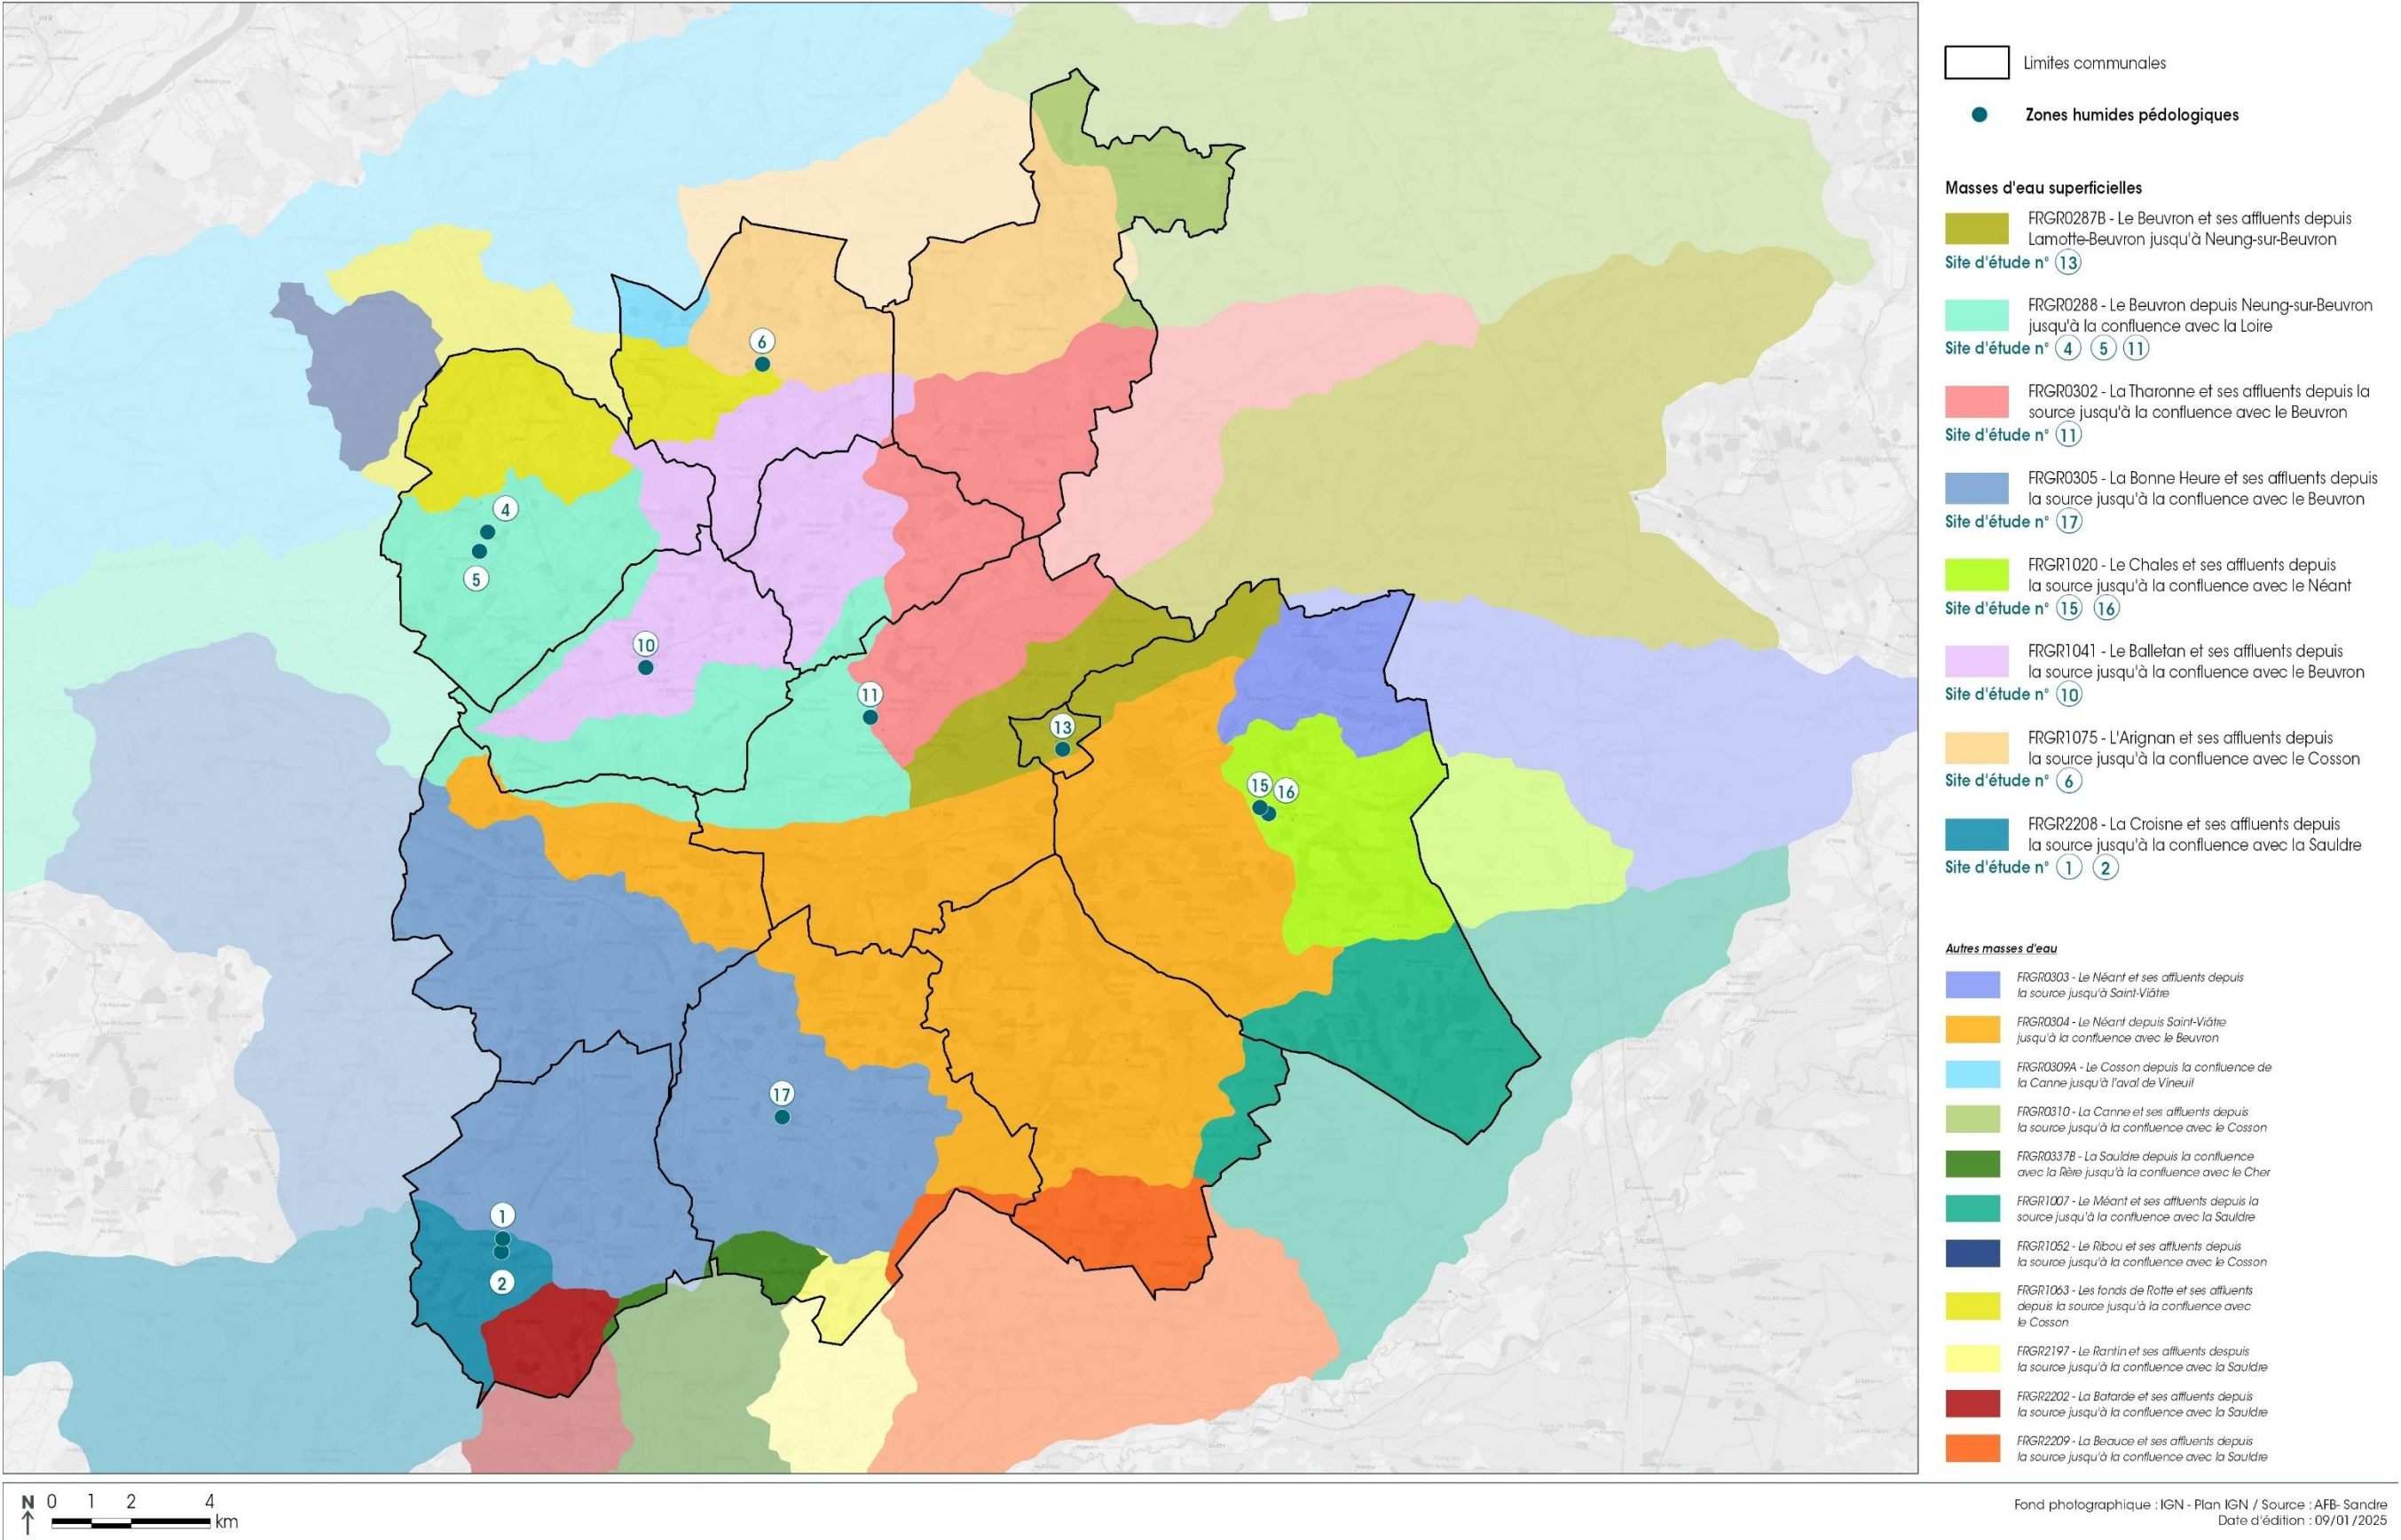 6
4
5
10
11
13
15
16
17
1
2
SALBRIS
Limites communales
Zones humides pédologiques
Masses d'eau superficielles
FRGR0287B - Le Beuvron et ses affluents depuis
Lamotte-Beuvron jusqu'à Neung-sur-Beuvron
Site d'étude n° 13
FRGR0288 - Le Beuvron depuis Neung-sur-Beuvron
jusqu'à la confluence avec la Loire
Site d'étude n° 4 5 11
FRGR0302 - La Tharonne et ses affluents depuis la
source jusqu'à la confluence avec le Beuvron
Site d'étude n° 11
FRGR0305 - La Bonne Heure et ses affluents depuis
la source jusqu'à la confluence avec le Beuvron
Site d'étude n° 17
FRGR1020 - Le Chales et ses affluents depuis
la source jusqu'à la confluence avec le Néant
Site d'étude n° 15 16
FRGR1041 - Le Balletan et ses affluents depuis
la source jusqu'à la confluence avec le Beuvron
Site d'étude n° 10
FRGR1075 - L'Arignan et ses affluents depuis
la source jusqu'à la confluence avec le Cosson
Site d'étude n° 6
FRGR2208 - La Croisne et ses affluents depuis
la source jusqu'à la confluence avec la Sauldre
Site d'étude n° 1 2
Autres masses d'eau
FRGR0303 - Le Néant et ses affluents depuis
la source jusqu'à Saint-Viâtre
FRGR0304 - Le Néant depuis Saint-Viâtre
jusqu'à la confluence avec le Beuvron
FRGR0309A - Le Cosson depuis la confluence de
la Canne jusqu'à l'aval de Vineuil
FRGR0310 - La Canne et ses affluents depuis
la source jusqu'à la confluence avec le Cosson
FRGR0337B - La Sauldre depuis la confluence
avec la Rère jusqu'à la confluence avec le Cher
FRGR1007 - Le Méant et ses affluents depuis la
source jusqu'à la confluence avec la Sauldre
FRGR1052 - Le Ribou et ses affluents depuis
la source jusqu'à la confluence avec le Cosson
FRGR1063 - Les fonds de Rotte et ses affluents
depuis la source jusqu'à la confluence avec
le Cosson
FRGR2197 - Le Rantin et ses affluents despuis
la source jusqu'à la confluence avec la Sauldre
FRGR2202 - La Batarde et ses affluents depuis
la source jusqu'à la confluence avec la Sauldre
FRGR2209 - La Beauce et ses affluents depuis
la source jusqu'à la confluence avec la Sauldre
N 0 1 2 4
km
Fond photographique : IGN - Plan IGN / Source : AFB- Sandre
Date d'édition : 09/01/2025